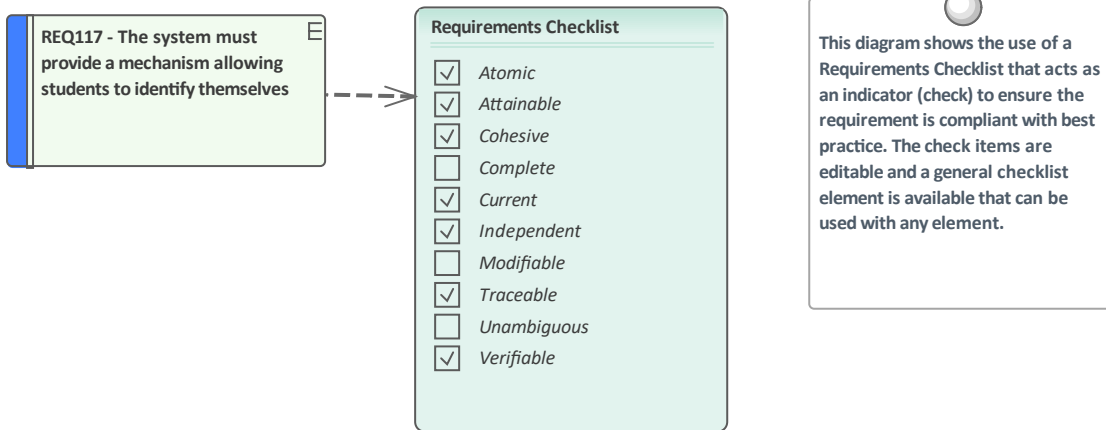 REQ117 - The system must
provide a mechanism allowing
students to identify themselves
Requirements Checklist
Atomic
Attainable
Cohesive
Complete
Current
Independent
Modifiable
Traceable
Unambiguous
Verifiable
This diagram shows the use of a
Requirements Checklist that acts as
an indicator (check) to ensure the
requirement is compliant with best
practice. The check items are
editable and a general checklist
element is available that can be
used with any element.